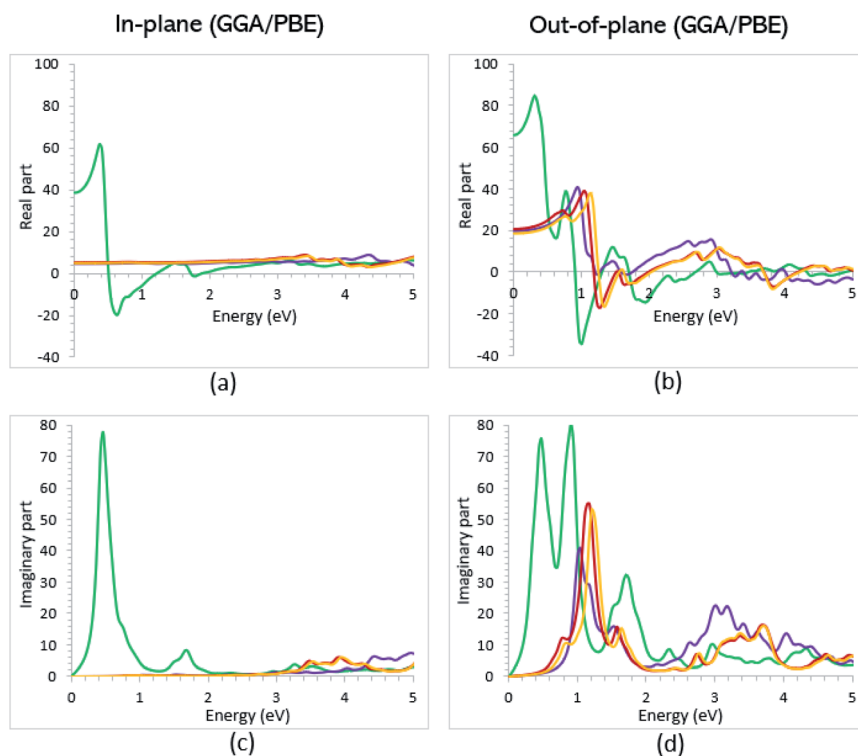 In-plane (GGA/PBE)
Out-of-plane (GGA/PBE)
100
80
60
40
20
0
-20
-40
Real part
0 1 2 3 4 5
Energy (eV)
(a)
100
80
60
40
20
0
-20
-40
Real part
0 1 2 3 4 5
Energy (eV)
(b)
80
70
60
50
40
30
20
10
0
Imaginary part
0 1 2 3 4 5
Energy (eV)
(c)
80
70
60
50
40
30
20
10
0
Imaginary part
0 1 2 3 4 5
Energy (eV)
(d)